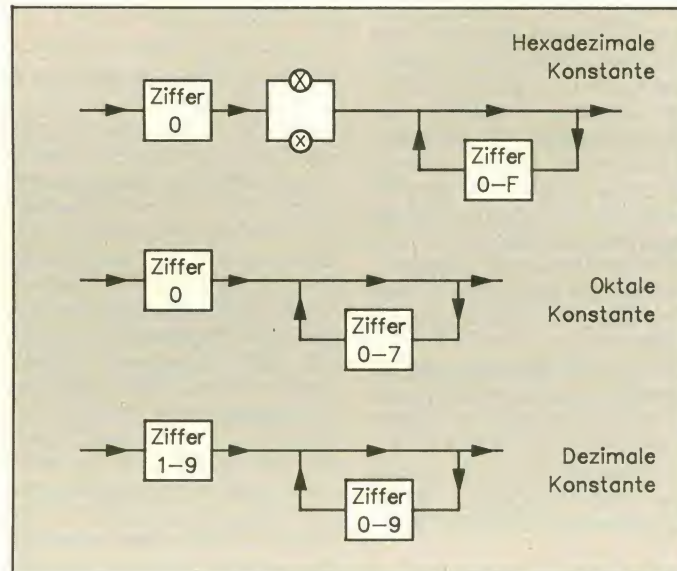 Hexadezimale
Konstante
Ziffer
0
X
x
Ziffer
0-F
Ziffer
0
Ziffer
0-7
Oktale
Konstante
Ziffer
1-9
Ziffer
0-9
Dezimale
Konstante